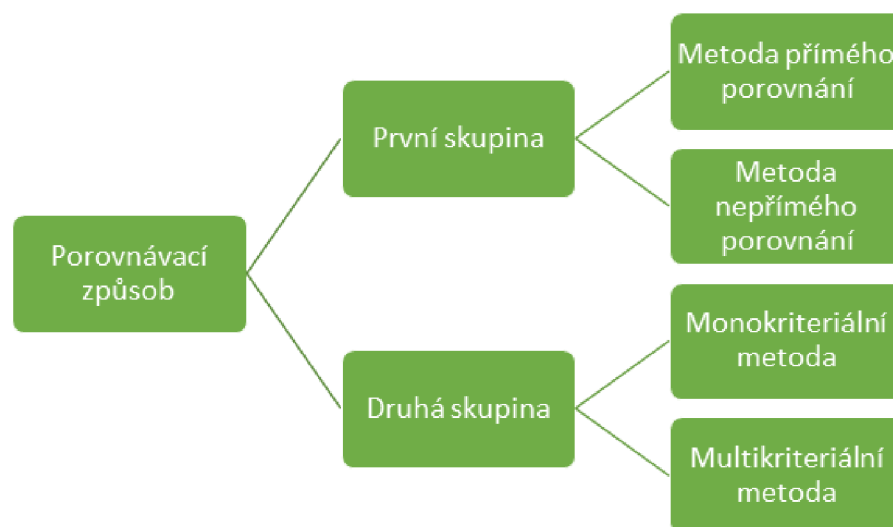 Porovnávací
způsob
První skupina
Metoda přímého
porovnání
Metoda
nepřímého
porovnání
Druhá skupina
Monokriteriální
metoda
Multikriteriální
metoda